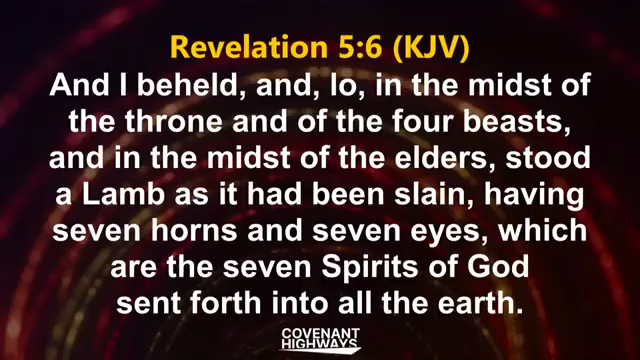 Revelation 5:6 (KJV)
And I beheld, and, lo, in the midst of
the throne and of the four beasts,
and in the midst of the elders, stood
a Lamb as it had been slain, having
seven horns and seven eyes, which
are the seven Spirits of God
sent forth into all the earth.
COVENANT
HIGHWAYS